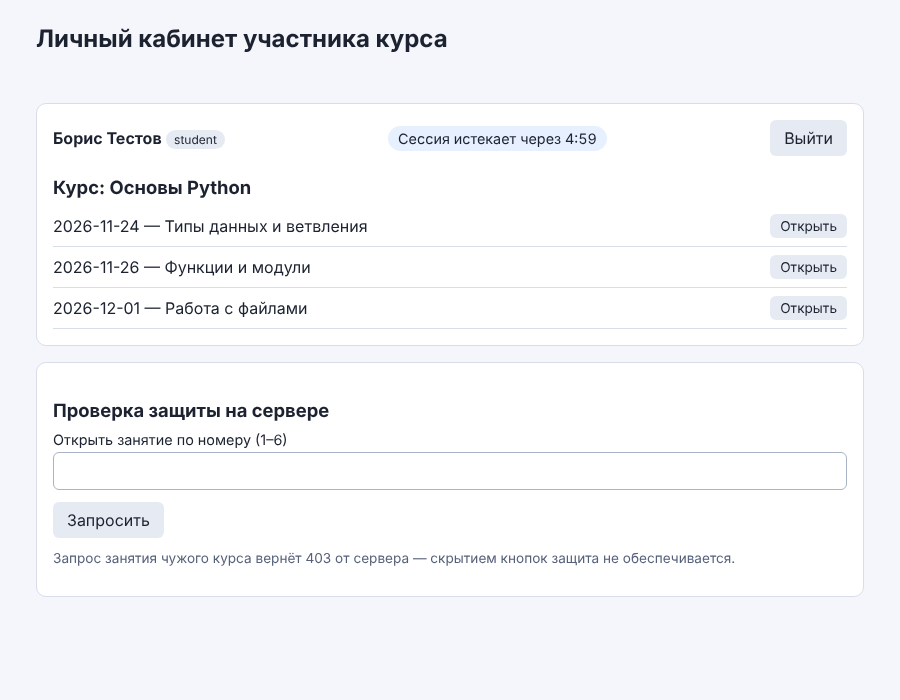 Личный кабинет участника курса
Борис Тестов student Сессия истекает через 4:59 Выйти
Курс: Основы Python
2026-11-24 — Типы данных и ветвления Открыть
2026-11-26 — Функции и модули Открыть
2026-12-01 — Работа с файлами Открыть
Проверка защиты на сервере
Открыть занятие по номеру (1–6)
Запросить
Запрос занятия чужого курса вернёт 403 от сервера — скрытием кнопок защита не обеспечивается.